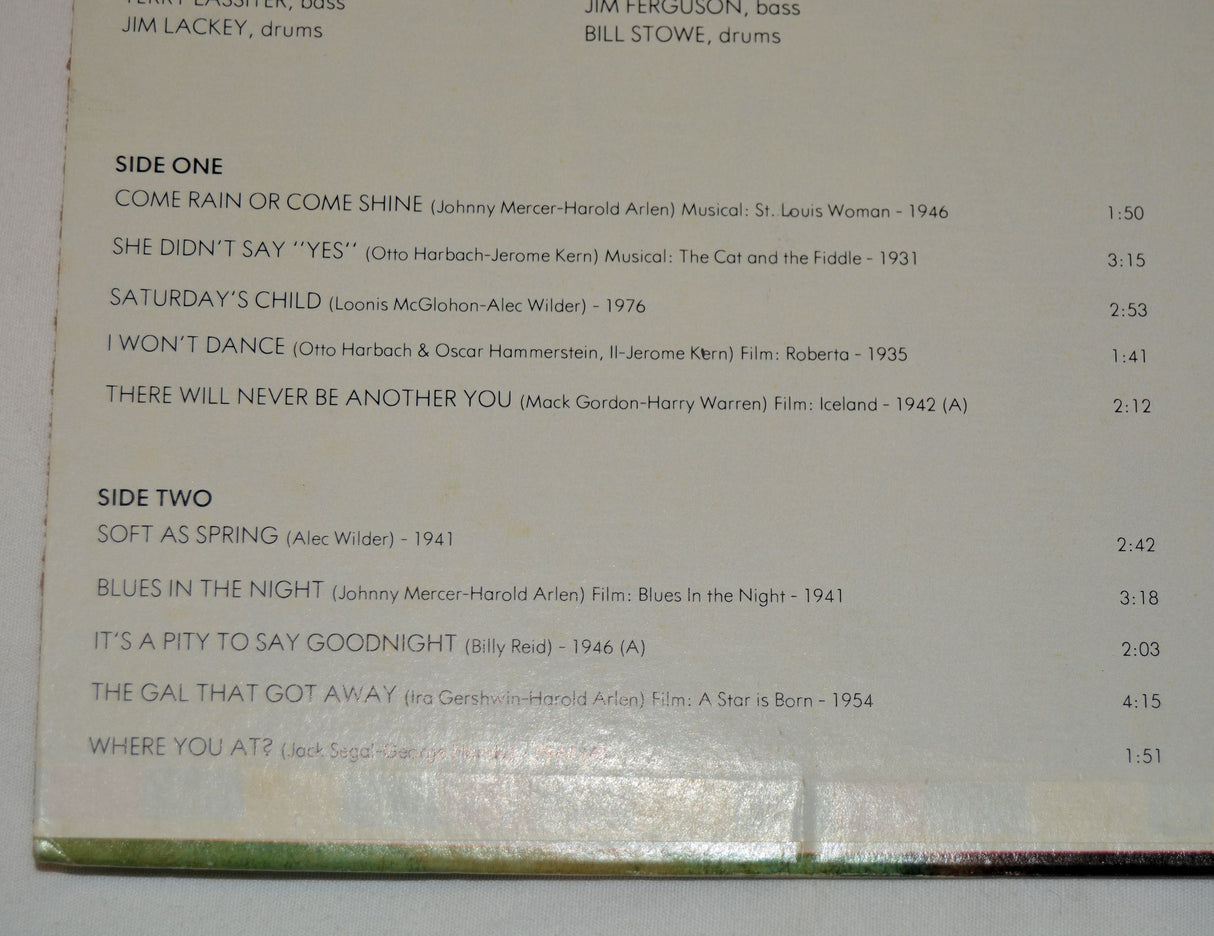 TERRY LASSITER, bass
JIM FERGUSON, bass
JIM LACKEY, drums
BILL STOWE, drums
SIDE ONE
COME RAIN OR COME SHINE (Johnny Mercer-Harold Arlen) Musical: St. Louis Woman - 1946 1:50
SHE DIDN'T SAY ''YES'' (Otto Harbach-Jerome Kern) Musical: The Cat and the Fiddle - 1931 3:15
SATURDAY'S CHILD (Loonis McGlohon-Alec Wilder) - 1976 2:53
I WON'T DANCE (Otto Harbach & Oscar Hammerstein, II-Jerome Kern) Film: Roberta - 1935 1:41
THERE WILL NEVER BE ANOTHER YOU (Mack Gordon-Harry Warren) Film: Iceland - 1942 (A) 2:12
SIDE TWO
SOFT AS SPRING (Alec Wilder) - 1941 2:42
BLUES IN THE NIGHT (Johnny Mercer-Harold Arlen) Film: Blues In the Night - 1941 3:18
IT'S A PITY TO SAY GOODNIGHT (Billy Reid) - 1946 (A) 2:03
THE GAL THAT GOT AWAY (Ira Gershwin-Harold Arlen) Film: A Star is Born - 1954 4:15
WHERE YOU AT? (Jack Segal-George 1:51